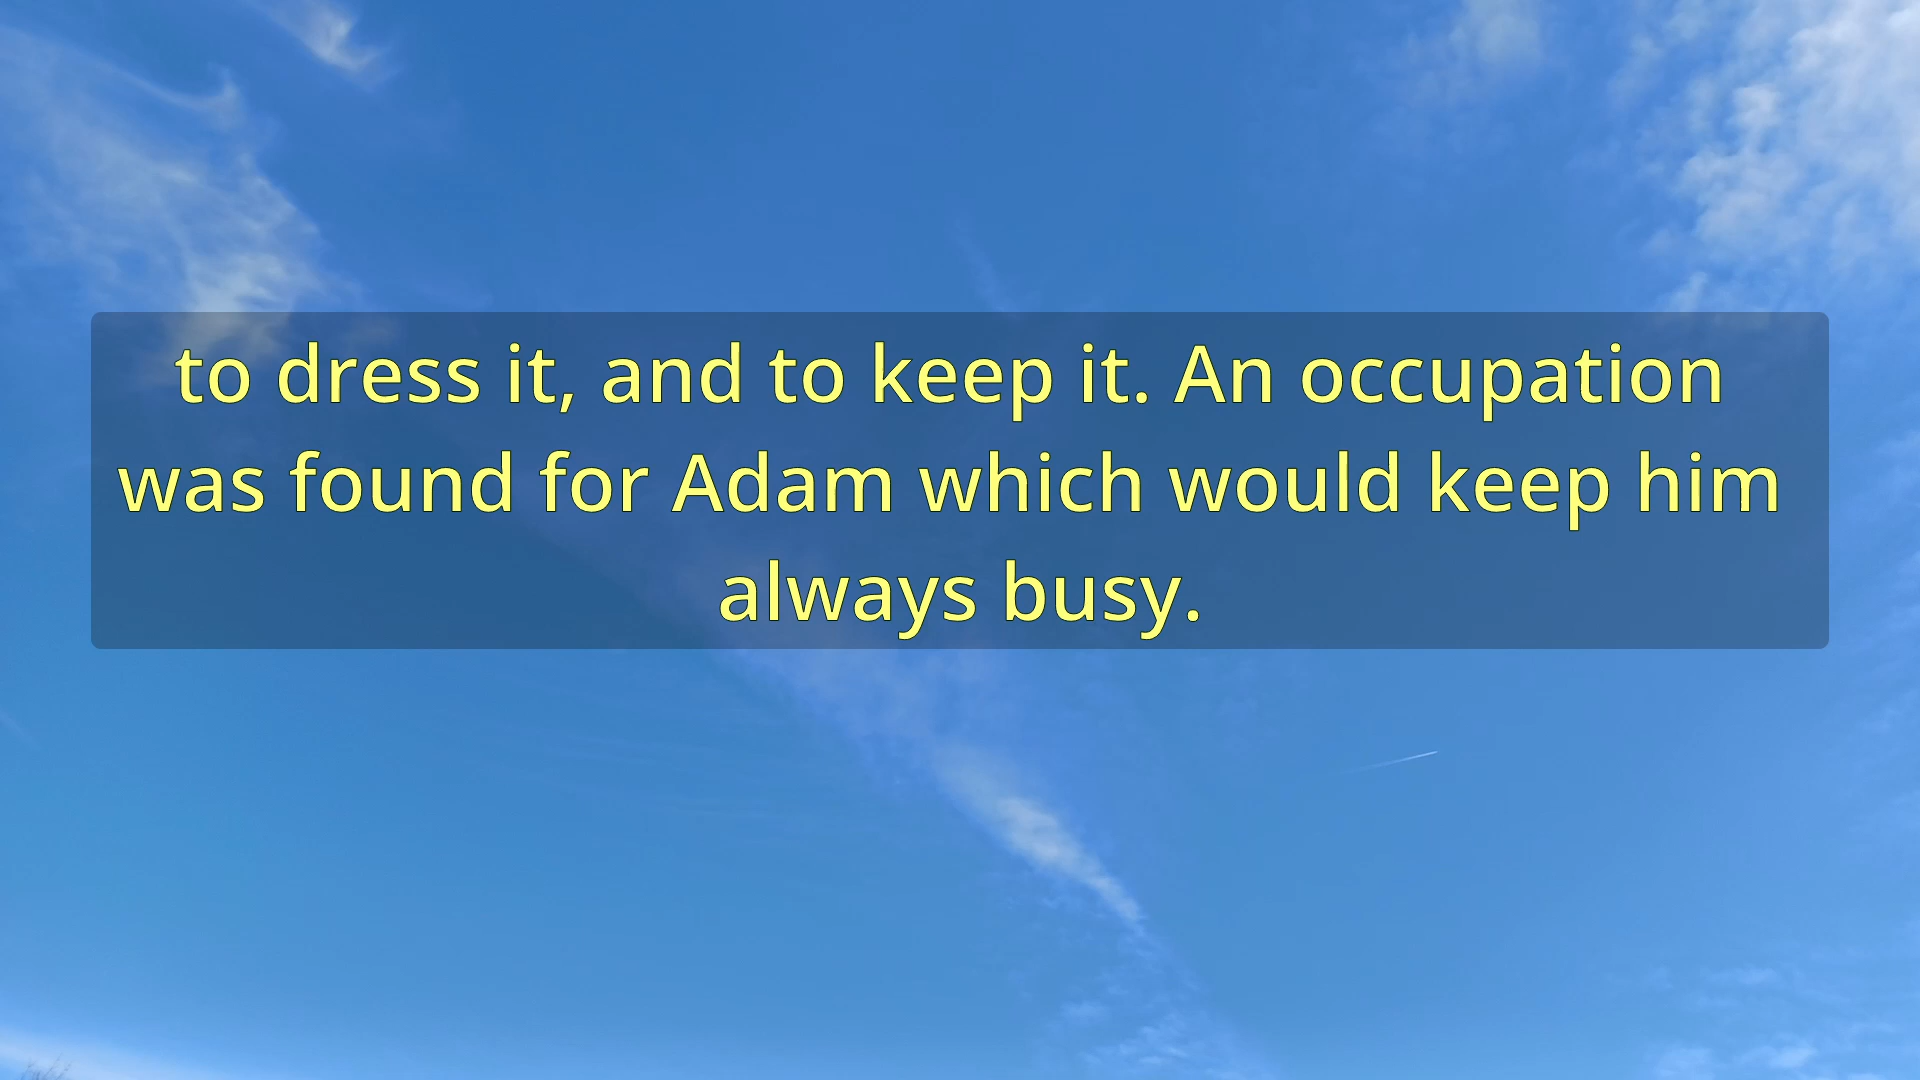 to dress it, and to keep it. An occupation
was found for Adam which would keep him
always busy.